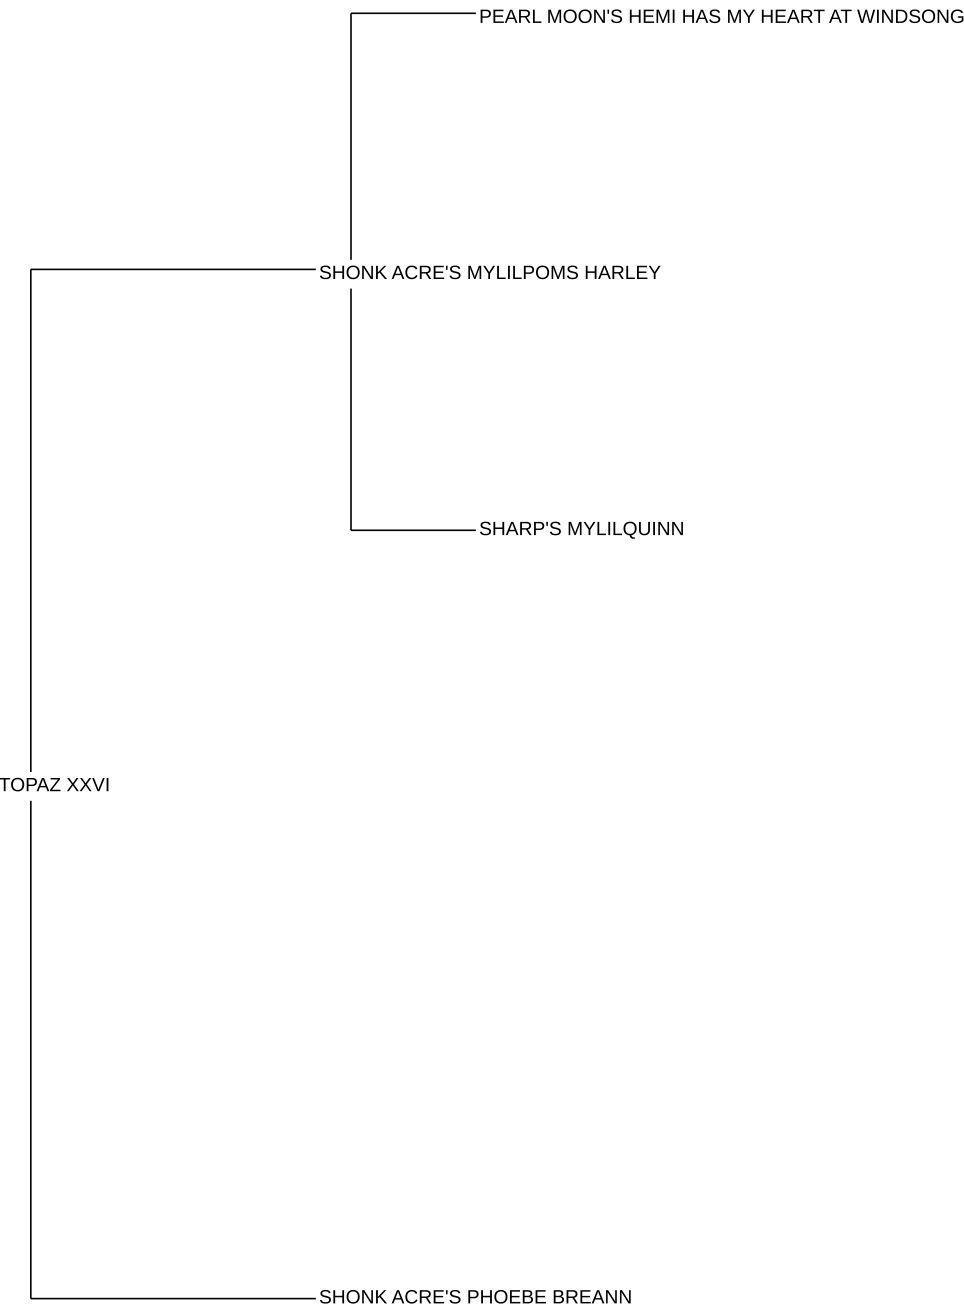 PEARL MOON'S HEMI HAS MY HEART AT WINDSONG
SHONK ACRE'S MYLILPOMS HARLEY
SHARP'S MYLILQUINN
TOPAZ XXVI
SHONK ACRE'S PHOEBE BREANN